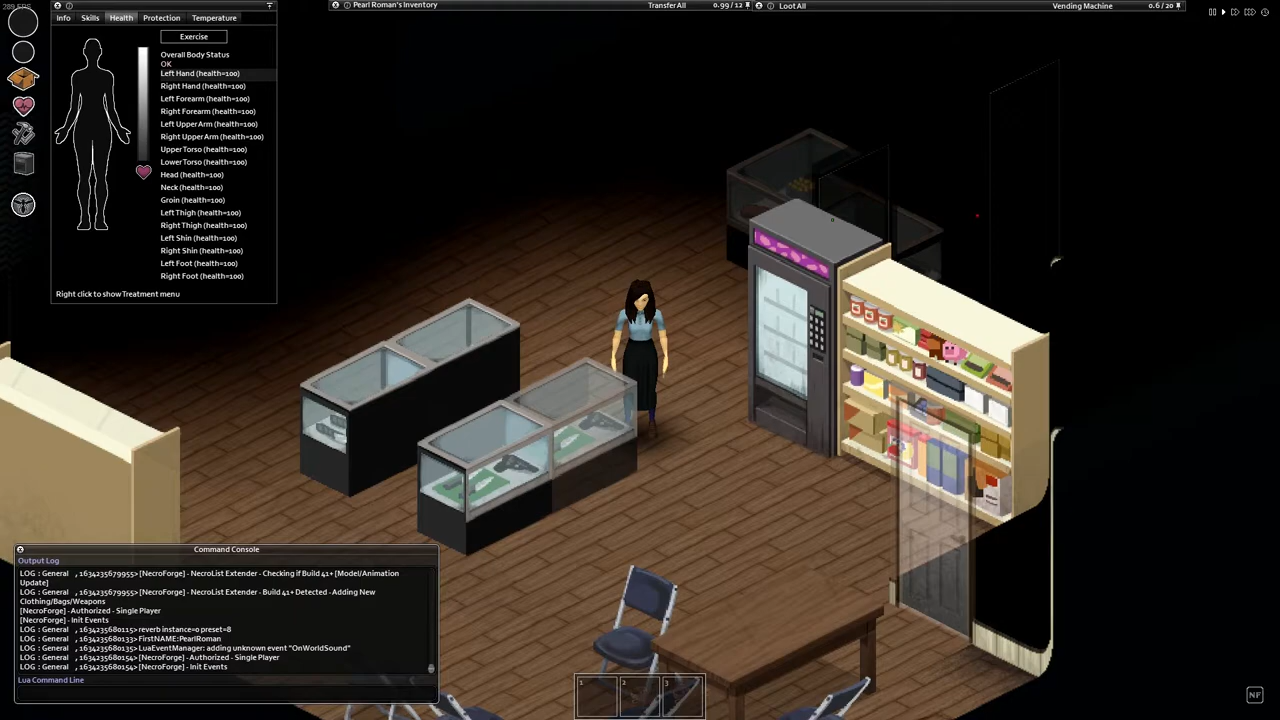 289 FPS
Info Skills Health Protection Temperature
Pearl Roman's Inventory Transfer All 0.99 / 12
Loot All Vending Machine 0.6 / 20
Exercise
Overall Body Status
OK
Left Hand (health=100)
Right Hand (health=100)
Left Forearm (health=100)
Right Forearm (health=100)
Left Upper Arm (health=100)
Right Upper Arm (health=100)
Upper Torso (health=100)
Lower Torso (health=100)
Head (health=100)
Neck (health=100)
Groin (health=100)
Left Thigh (health=100)
Right Thigh (health=100)
Left Shin (health=100)
Right Shin (health=100)
Left Foot (health=100)
Right Foot (health=100)
Right click to show Treatment menu
Command Console
Output Log
LOG : General , 1634235679955> [NecroForge] - NecroList Extender - Checking if Build 41+ [Model/Animation
Update]
LOG : General , 1634235679955> [NecroForge] - NecroList Extender - Build 41+ Detected - Adding New
Clothing/Bags/Weapons
[NecroForge] - Authorized - Single Player
[NecroForge] - Init Events
LOG : General , 1634235680115> reverb instance=0 preset=8
LOG : General , 1634235680133> FirstNAME:PearlRoman
LOG : General , 1634235680148> LuaEventManager: adding unknown event "OnWorldSound"
LOG : General , 1634235680154> [NecroForge] - Authorized - Single Player
LOG : General , 1634235680154> [NecroForge] - Init Events
Lua Command Line
1 2 3
NF